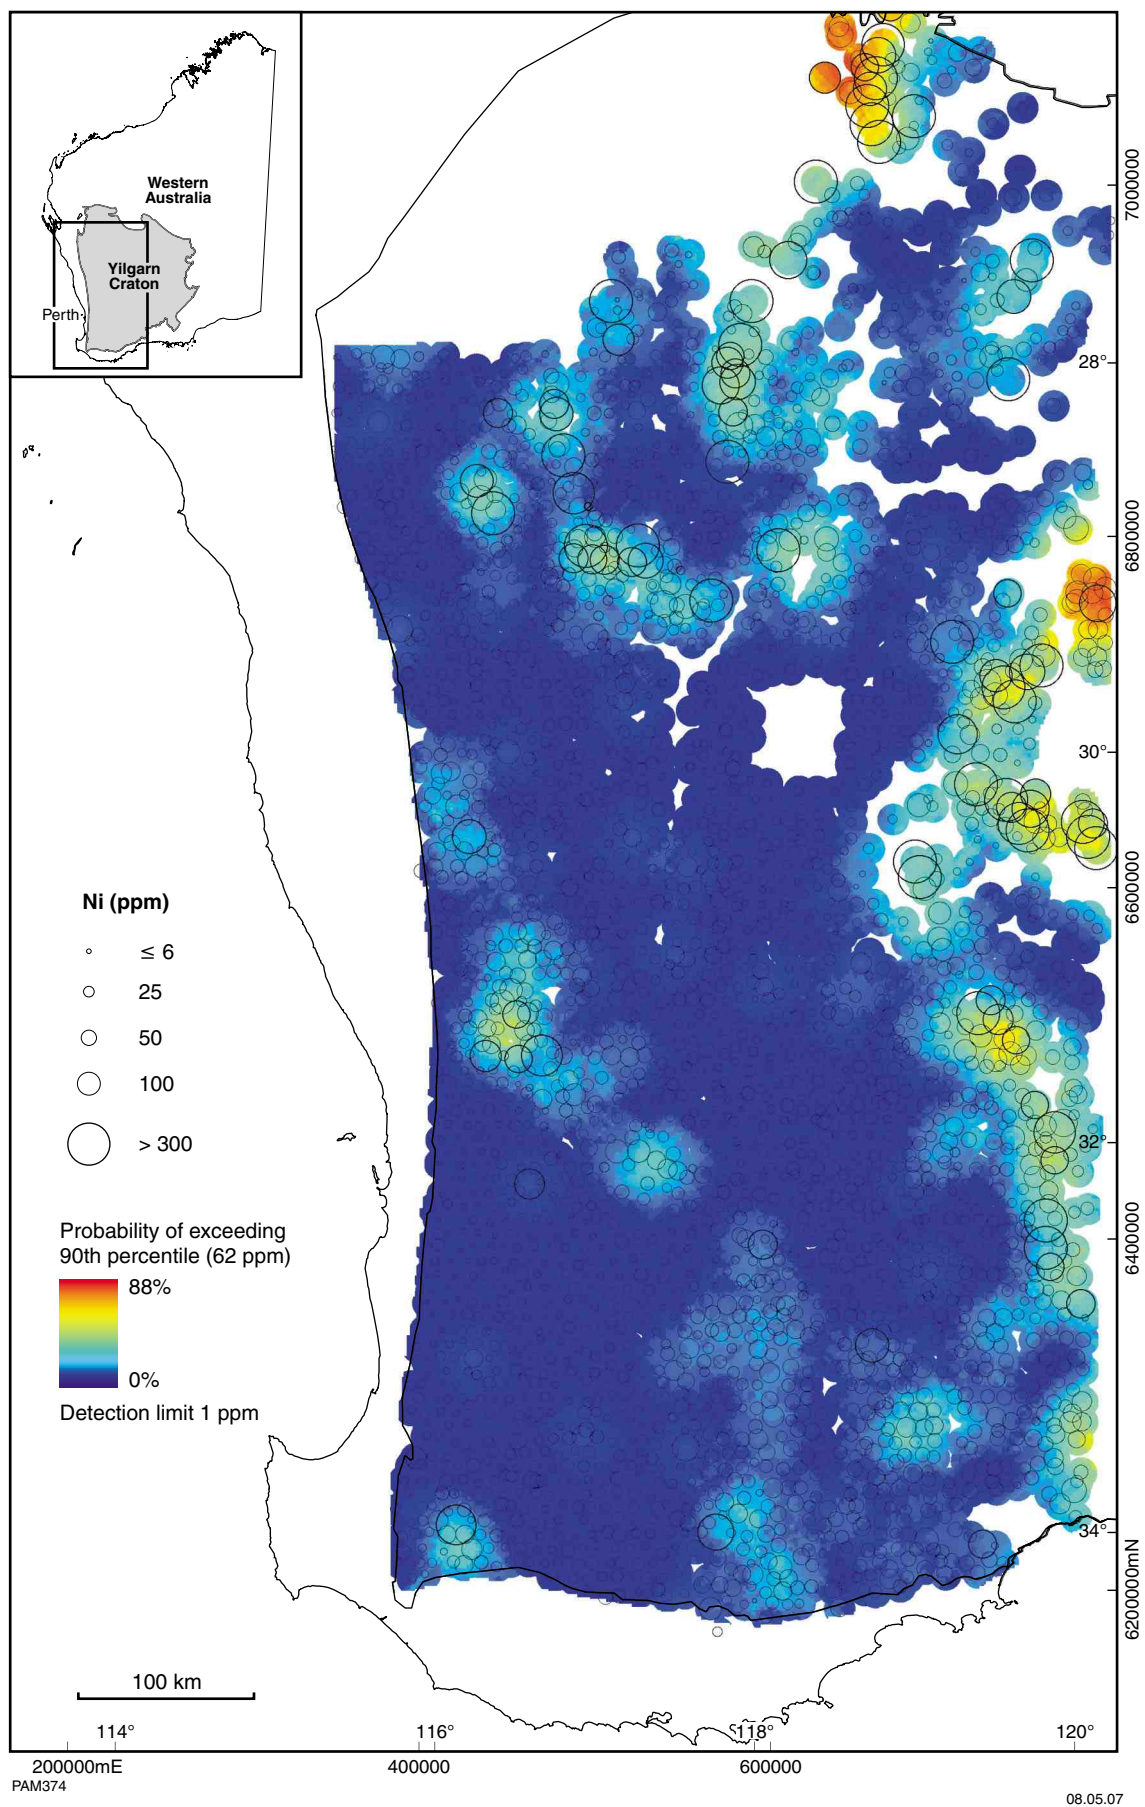 Western
Australia
Yilgarn
Craton
Perth
7000000
28°
6800000
30°
6600000
32°
6400000
34°
6200000mN
Ni (ppm)
≤ 6
25
50
100
> 300
Probability of exceeding
90th percentile (62 ppm)
88%
0%
Detection limit 1 ppm
100 km
114°
116°
118°
120°
200000mE
400000
600000
PAM374
08.05.07